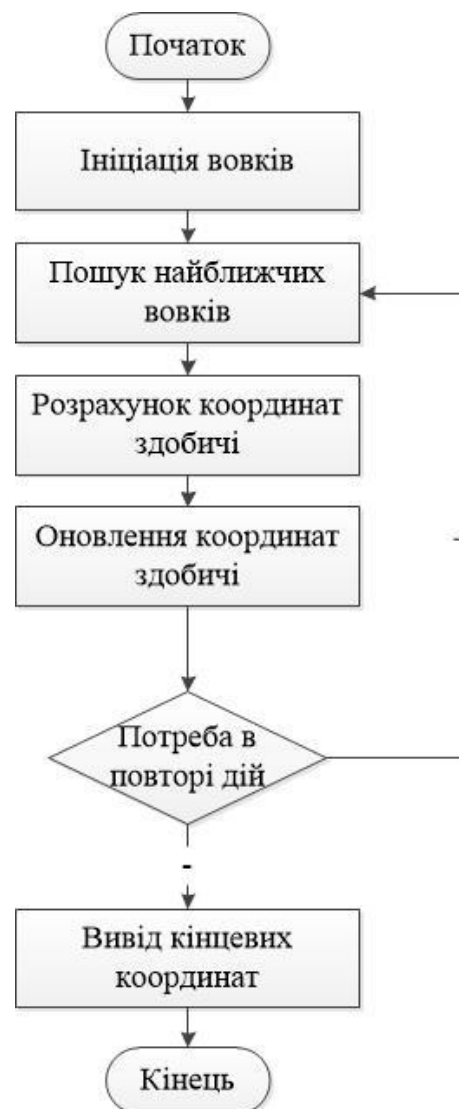 Початок
Ініціація вовків
Пошук найближчих
вовків
Розрахунок координат
здобичі
Оновлення координат
здобичі
Потреба в
повторі дій
-
Вивід кінцевих
координат
Кінець